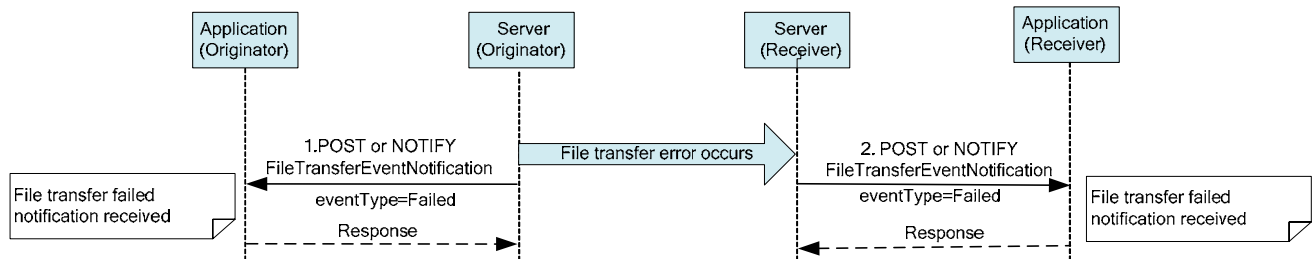 Application
(Originator)
Server
(Originator)
Server
(Receiver)
Application
(Receiver)
1.POST or NOTIFY
FileTransferEventNotification
eventType=Failed
Response
File transfer error occurs
2. POST or NOTIFY
FileTransferEventNotification
eventType=Failed
Response
File transfer failed
notification received
File transfer failed
notification received